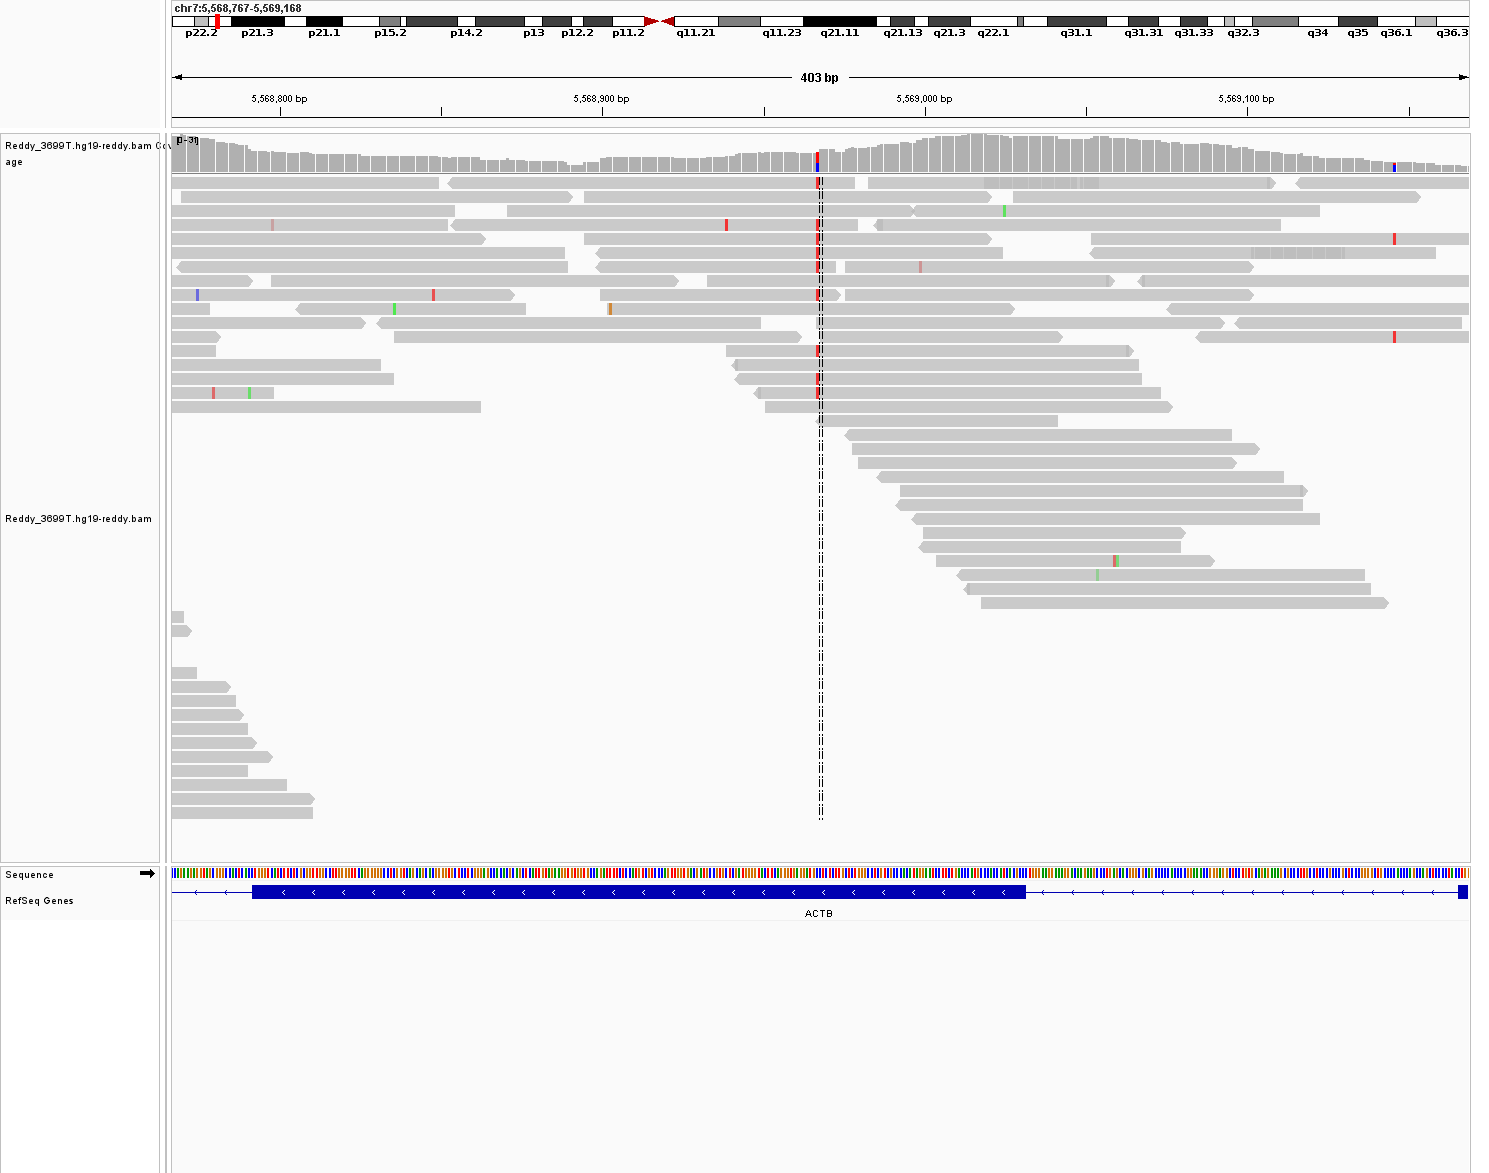 chr7:5,568,767-5,569,168
p22.2 p21.3 p21.1 p15.2 p14.2 p13 p12.2 p11.2 q11.21 q11.23 q21.11 q21.13 q21.3 q22.1 q31.1 q31.31 q31.33 q32.3 q34 q35 q36.1 q36.3
403 bp
5,568,800 bp 5,568,900 bp 5,569,000 bp 5,569,100 bp
Reddy_3699T.hg19-reddy.bam Cov
age
Reddy_3699T.hg19-reddy.bam
Sequence
RefSeq Genes
ACTB